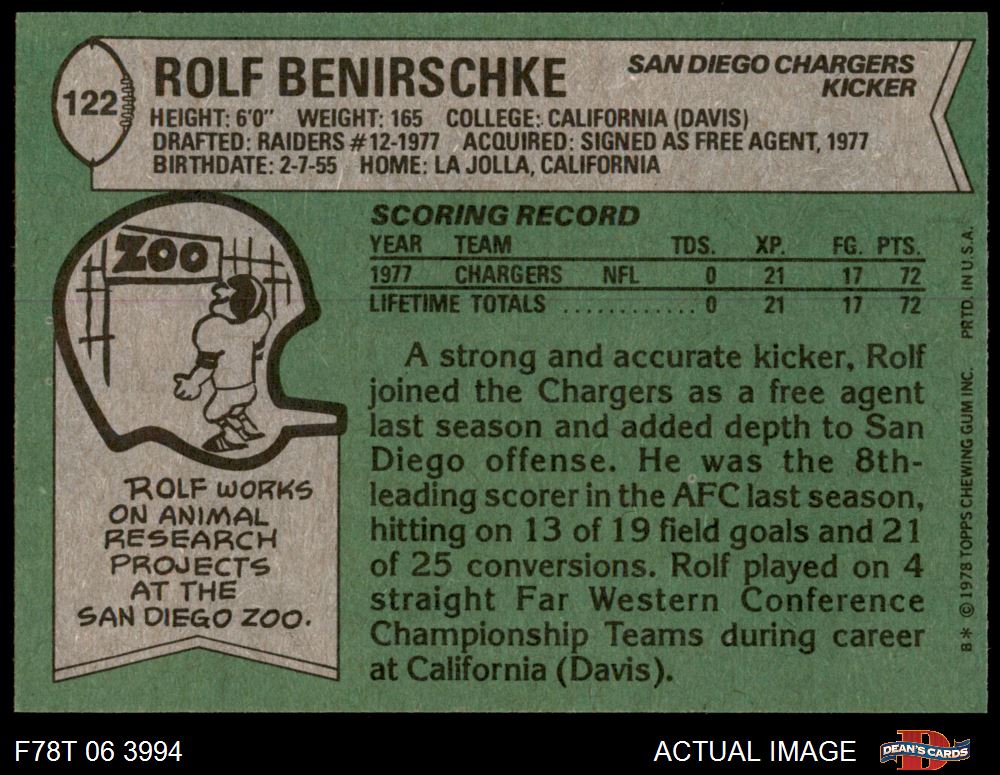 122
ROLF BENIRSCHKE
SAN DIEGO CHARGERS
KICKER
HEIGHT: 6'0" WEIGHT: 165 COLLEGE: CALIFORNIA (DAVIS)
DRAFTED: RAIDERS #12-1977 ACQUIRED: SIGNED AS FREE AGENT, 1977
BIRTHDATE: 2-7-55 HOME: LA JOLLA, CALIFORNIA
ZOO
ROLF WORKS
ON ANIMAL
RESEARCH
PROJECTS
AT THE
SAN DIEGO ZOO.
SCORING RECORD
YEAR TEAM TDS. XP. FG. PTS.
1977 CHARGERS NFL 0 21 17 72
LIFETIME TOTALS ............ 0 21 17 72
A strong and accurate kicker, Rolf
joined the Chargers as a free agent
last season and added depth to San
Diego offense. He was the 8th-
leading scorer in the AFC last season,
hitting on 13 of 19 field goals and 21
of 25 conversions. Rolf played on 4
straight Far Western Conference
Championship Teams during career
at California (Davis).
B* © 1978 TOPPS CHEWING GUM INC. PRTD. IN U.S.A.
F78T 06 3994
ACTUAL IMAGE
D
DEAN'S CARDS